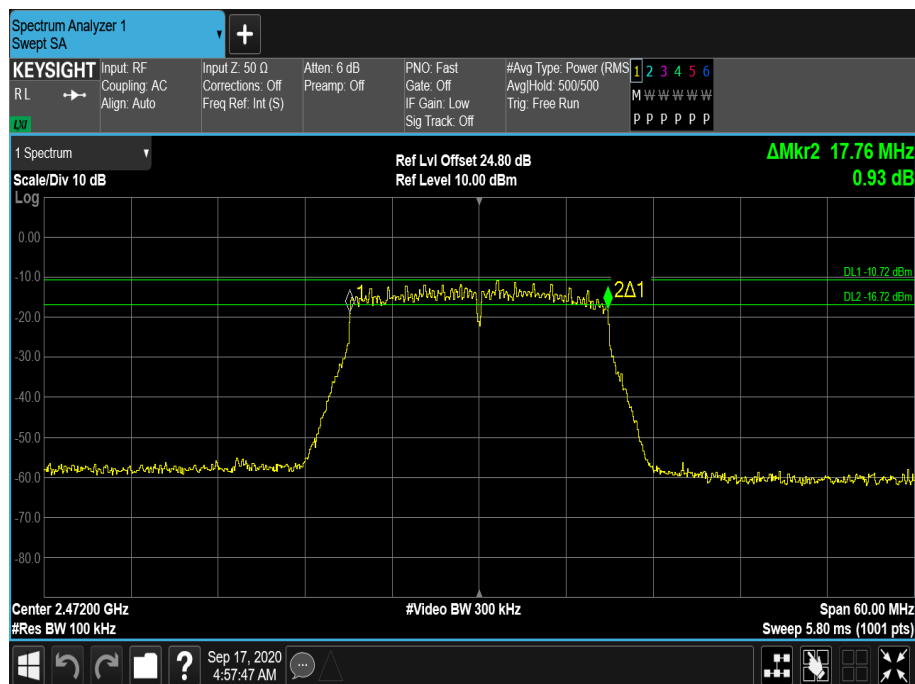 Spectrum Analyzer 1
Swept SA
+
KEYSIGHT
RL
LXI
Input: RF
Coupling: AC
Align: Auto
Input Z: 50 Ω
Corrections: Off
Freq Ref: Int (S)
Atten: 6 dB
Preamp: Off
PNO: Fast
Gate: Off
IF Gain: Low
Sig Track: Off
#Avg Type: Power (RMS
Avg|Hold: 500/500
Trig: Free Run
1 2 3 4 5 6
M W W W W W
P P P P P P
1 Spectrum
Scale/Div 10 dB
Log
Ref Lvl Offset 24.80 dB
Ref Level 10.00 dBm
ΔMkr2 17.76 MHz
0.93 dB
0.00
-10.0
-20.0
-30.0
-40.0
-50.0
-60.0
-70.0
-80.0
1
2Δ1
DL1 -10.72 dBm
DL2 -16.72 dBm
Center 2.47200 GHz
#Res BW 100 kHz
#Video BW 300 kHz
Span 60.00 MHz
Sweep 5.80 ms (1001 pts)
?
Sep 17, 2020
4:57:47 AM